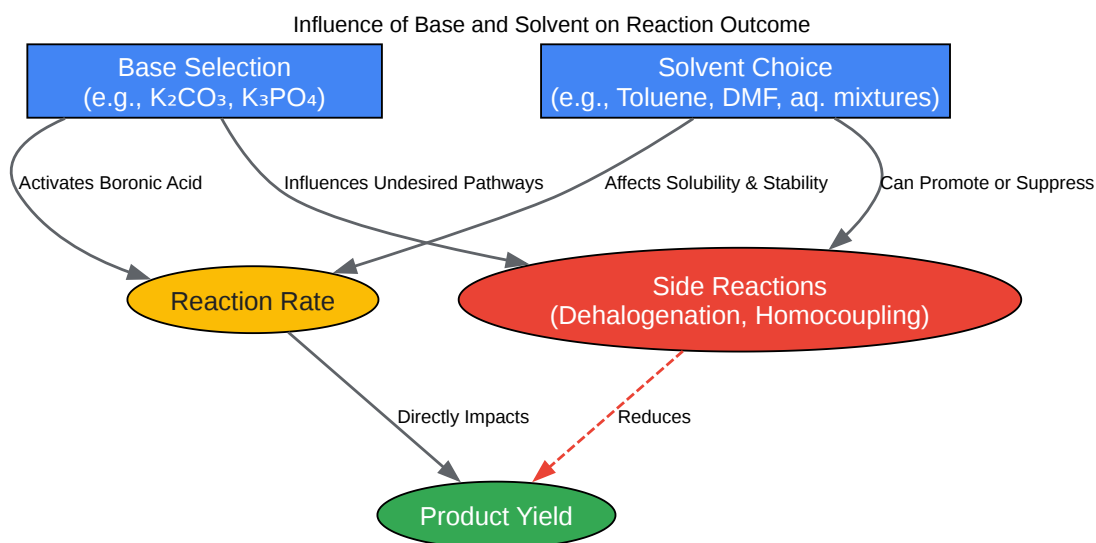 Influence of Base and Solvent on Reaction Outcome
Base Selection
(e.g., K₂CO₃, K₃PO₄)
Solvent Choice
(e.g., Toluene, DMF, aq. mixtures)
Activates Boronic Acid
Influences Undesired Pathways
Affects Solubility & Stability
Can Promote or Suppress
Reaction Rate
Side Reactions
(Dehalogenation, Homocoupling)
Directly Impacts
Reduces
Product Yield